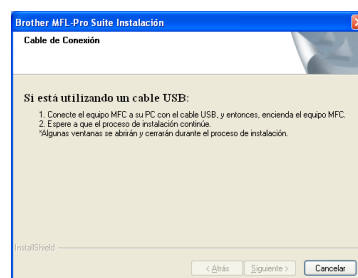 Brother MFL-Pro Suite Instalación
Cable de Conexión
Si está utilizando un cable USB:
1. Conecte el equipo MFC a su PC con el cable USB, y entonces, encienda el equipo MFC.
2. Espere a que el proceso de instalación continúe.
*Algunas ventanas se abrirán y cerrarán durante el proceso de instalación.
InstallShield
< Atrás Siguiente > Cancelar